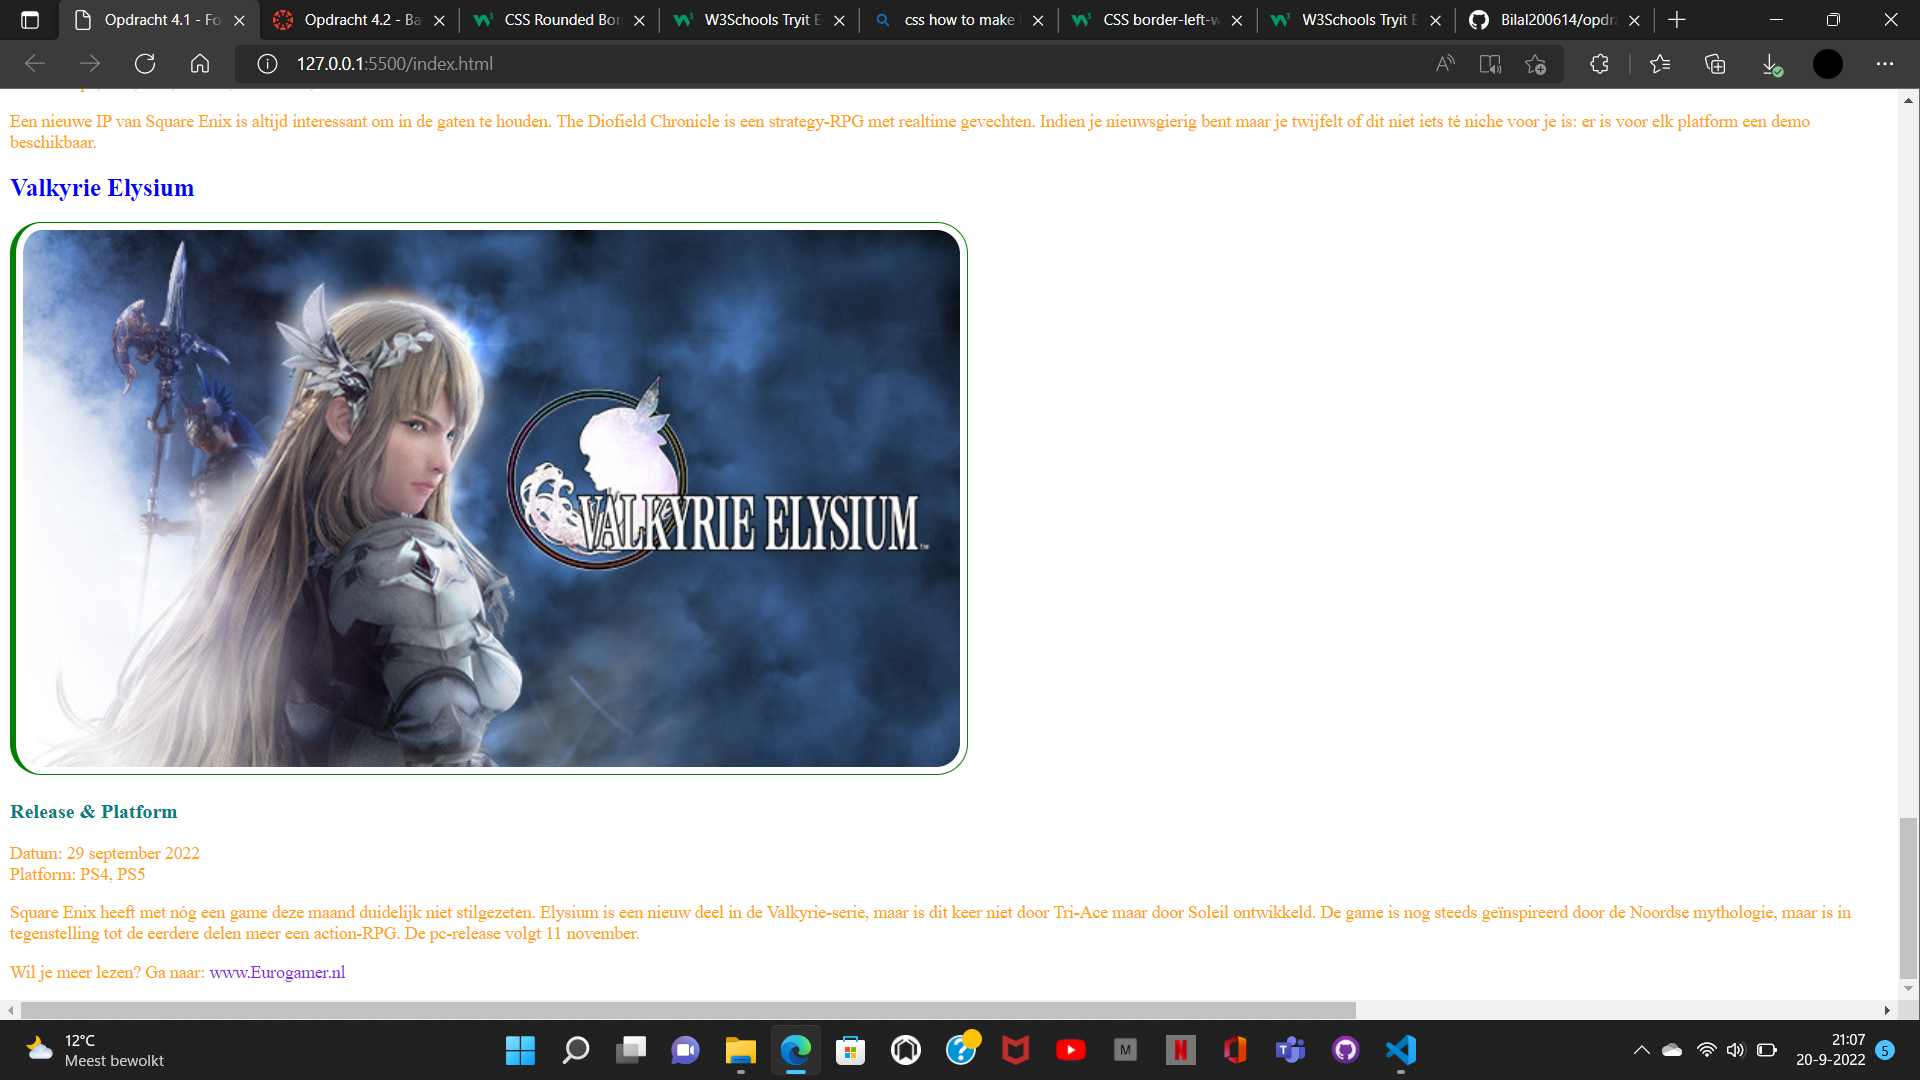 Opdracht 4.1 - Fo
Opdracht 4.2 - Ba
CSS Rounded Bor
W3Schools Tryit E
css how to make
CSS border-left-w
W3Schools Tryit E
Bilal200614/opdra
127.0.0.1:5500/index.html
Een nieuwe IP van Square Enix is altijd interessant om in de gaten te houden. The Diofield Chronicle is een strategy-RPG met realtime gevechten. Indien je nieuwsgierig bent maar je twijfelt of dit niet iets té niche voor je is: er is voor elk platform een demo
beschikbaar.
Valkyrie Elysium
VALKYRIE ELYSIUM™
Release & Platform
Datum: 29 september 2022
Platform: PS4, PS5
Square Enix heeft met nóg een game deze maand duidelijk niet stilgezeten. Elysium is een nieuw deel in de Valkyrie-serie, maar is dit keer niet door Tri-Ace maar door Soleil ontwikkeld. De game is nog steeds geïnspireerd door de Noordse mythologie, maar is in
tegenstelling tot de eerdere delen meer een action-RPG. De pc-release volgt 11 november.
Wil je meer lezen? Ga naar: www.Eurogamer.nl
12°C
Meest bewolkt
M
N
21:07
20-9-2022
5